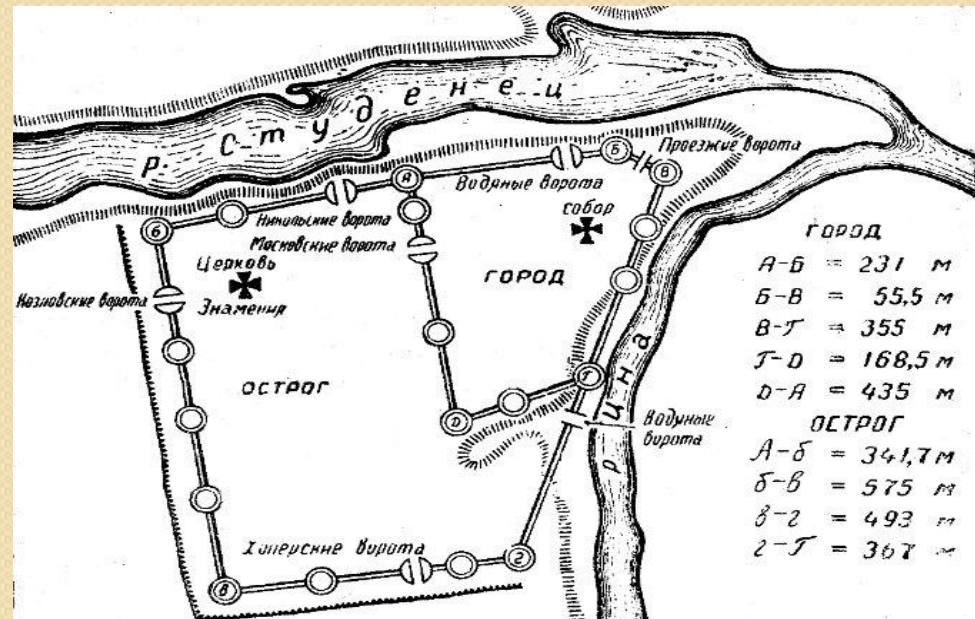 р. Студенец
А
Б
В
Проезжие ворота
Водяные ворота
собор
б
Никольские ворота
Московские ворота
Церковь
Знамения
Козловские ворота
ГОРОД
ОСТРОГ
Г
D
Водяные
ворота
р. Цна
Хоперские ворота
в
г
ГОРОД
А-Б = 231 м
Б-В = 55,5 м
В-Г = 355 м
Г-D = 168,5 м
D-А = 435 м
ОСТРОГ
А-б = 341,7 м
б-в = 575 м
в-г = 493 м
г-Г = 367 м